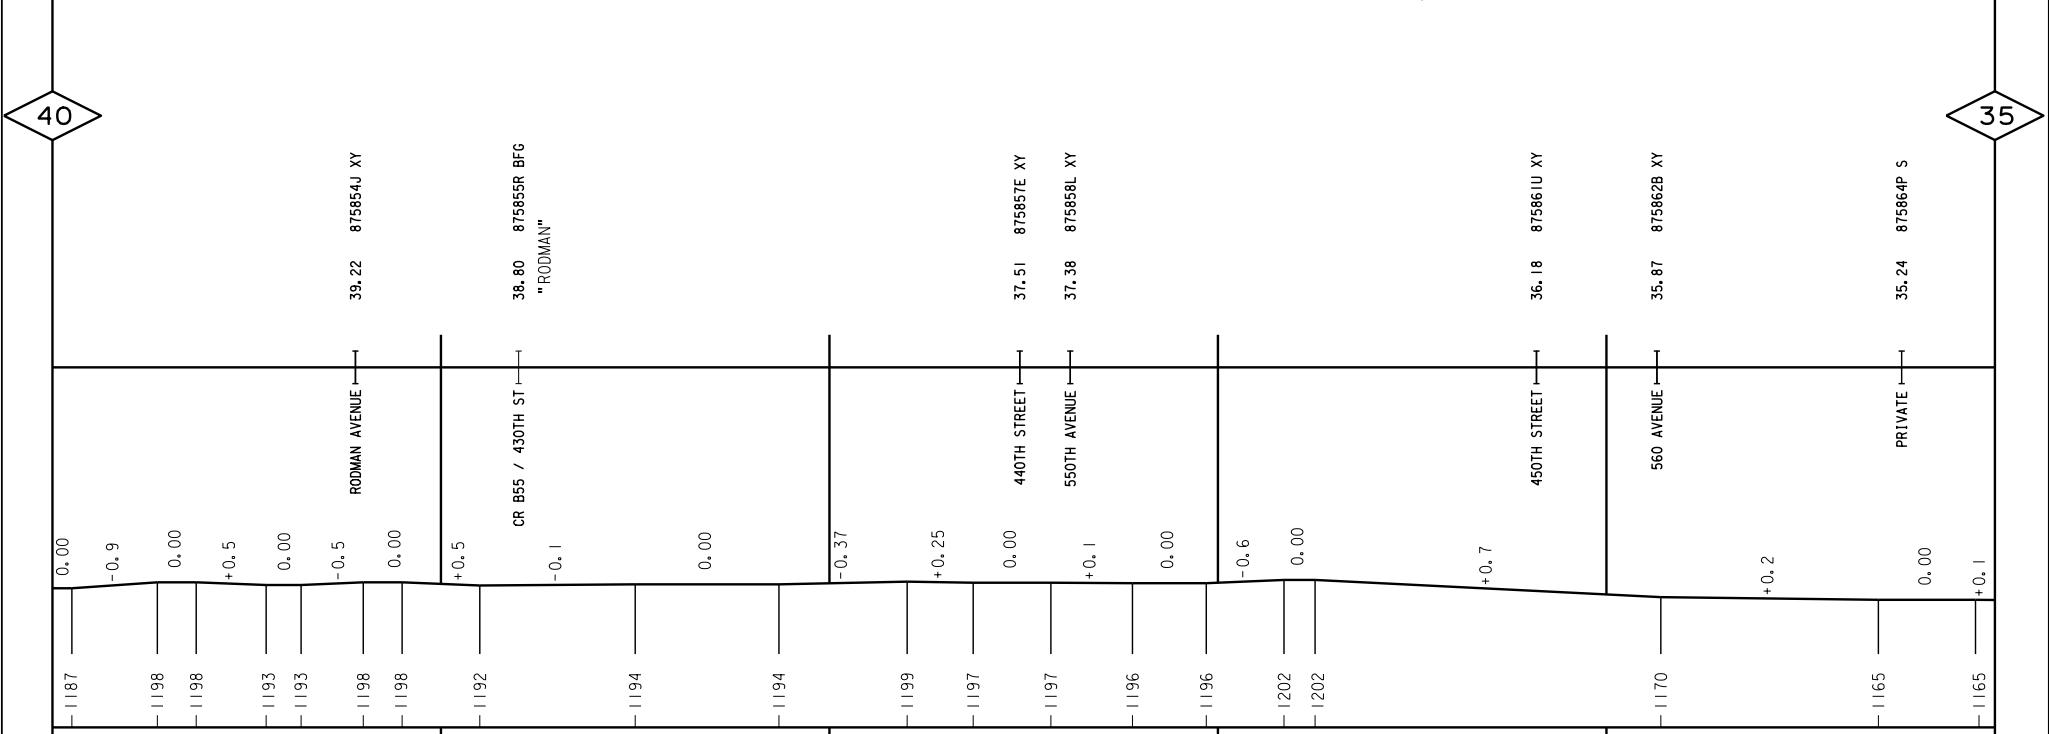 40
35
39.22 875854J XY
38.80 875855R BFG
"RODMAN"
37.51 875857E XY
37.38 875858L XY
36.18 875861U XY
35.87 875862B XY
35.24 875864P S
RODMAN AVENUE
CR B55 / 430TH ST
440TH STREET
550TH AVENUE
450TH STREET
560 AVENUE
PRIVATE
0.00
-0.9
0.00
+0.5
0.00
-0.5
0.00
+0.5
-0.1
0.00
-0.37
+0.25
0.00
+0.1
0.00
-0.6
0.00
+0.7
+0.2
0.00
+0.1
1187
1198
1198
1193
1193
1198
1198
1192
1194
1194
1199
1197
1197
1196
1196
1202
1202
1170
1165
1165